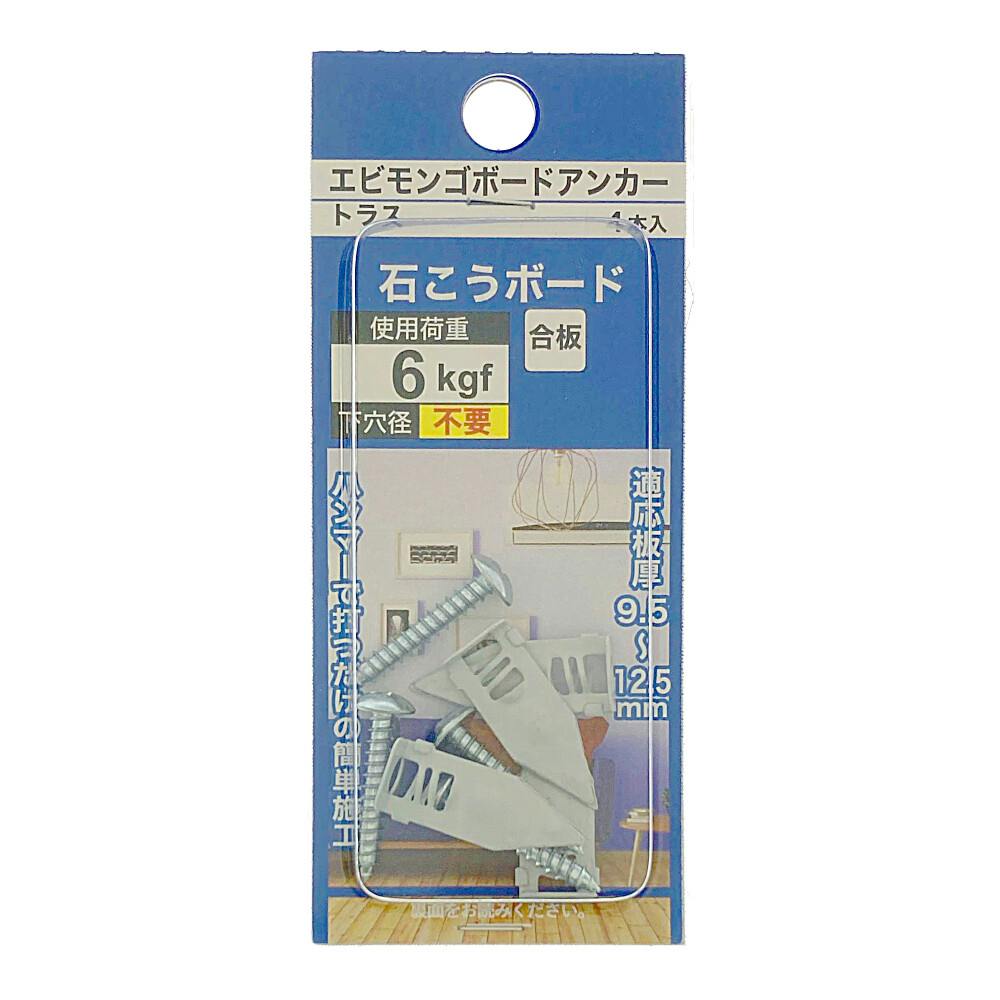 エビモンゴボードアンカー
トラス 4本入
石こうボード
使用荷重
合板
6 kgf
下穴径 不要
ハンマーで打つだけの簡単施工
適応板厚
9.5
～
12.5
mm
裏面をお読みください。